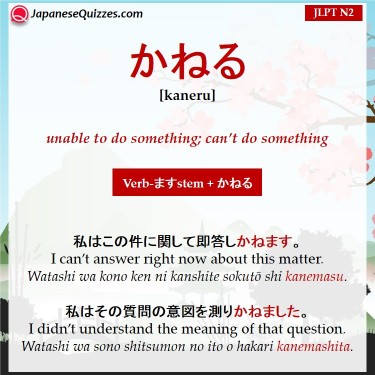 JapaneseQuizzes.com
JLPT N2
かねる
[kaneru]
unable to do something; can't do something
Verb-ますstem + かねる
私はこの件に関して即答しかねます。
I can't answer right now about this matter.
Watashi wa kono ken ni kanshite sokutō shi kanemasu.
私はその質問の意図を測りかねました。
I didn't understand the meaning of that question.
Watashi wa sono shitsumon no ito o hakari kanemashita.